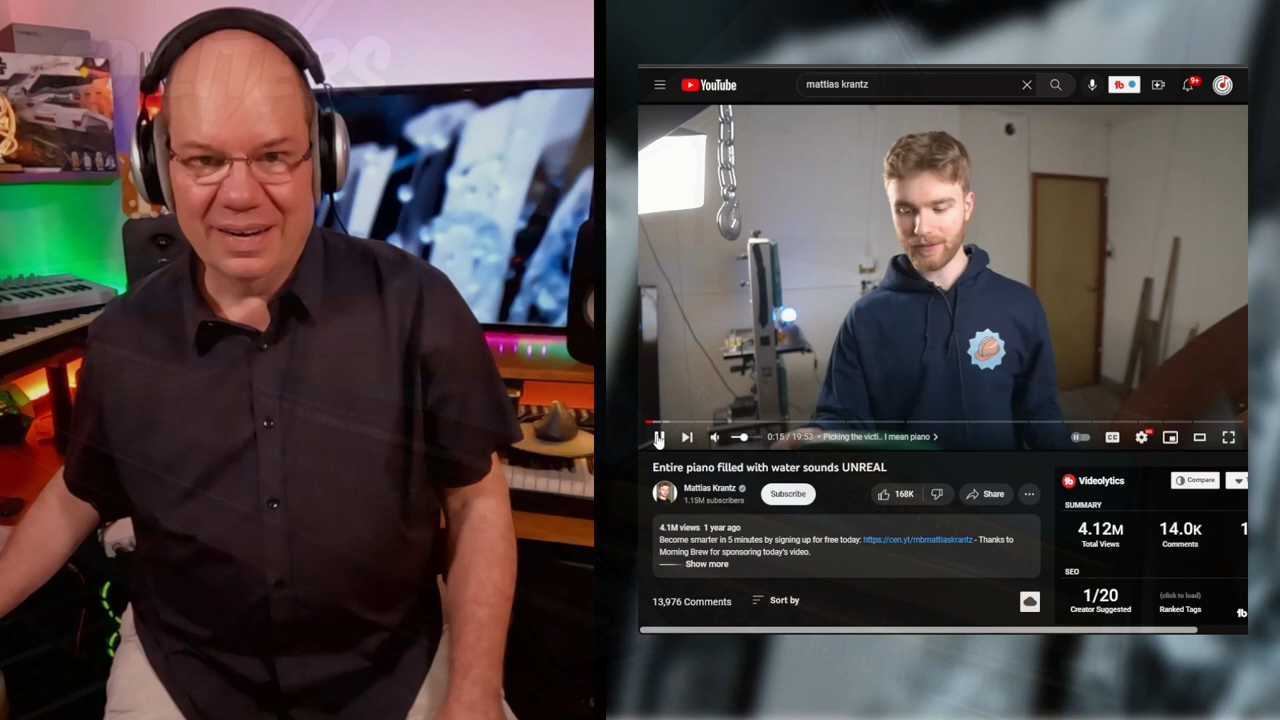 YouTube
mattias krantz
9+
0:15 / 19:53 • Picking the victi.. I mean piano
CC
HD
Entire piano filled with water sounds UNREAL
Mattias Krantz
1.15M subscribers
Subscribe
168K
Share
4.1M views 1 year ago
Become smarter in 5 minutes by signing up for free today: https://cen.yt/mbmattiaskrantz - Thanks to
Morning Brew for sponsoring today's video.
Show more
13,976 Comments
Sort by
Videolytics
Compare
SUMMARY
4.12M
14.0K
1
Total Views
Comments
SEO
1/20
(click to load)
Creator Suggested
Ranked Tags